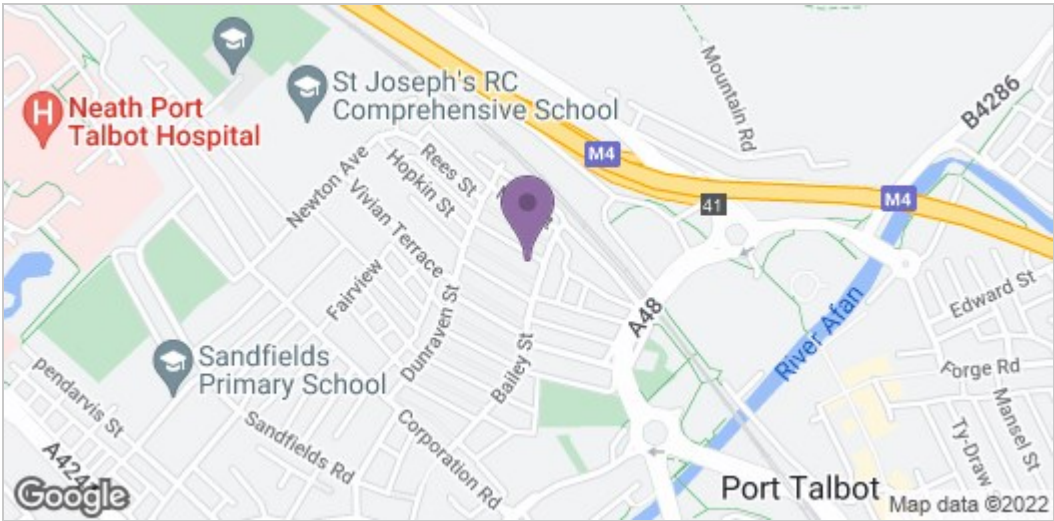 St Joseph's RC
Comprehensive School
Neath Port
Talbot Hospital
H
Mountain Rd
B4286
M4
M4
41
Rees St
Hopkin St
Newton Ave
Vivian Terrace
Fairview
Dunraven St
Bailey St
A48
River Afan
Edward St
Forge Rd
Mansel St
Ty-Draw
Sandfields
Primary School
pendarvis St
Sandfields Rd
Corporation Rd
Port Talbot
Google
Map data ©2022